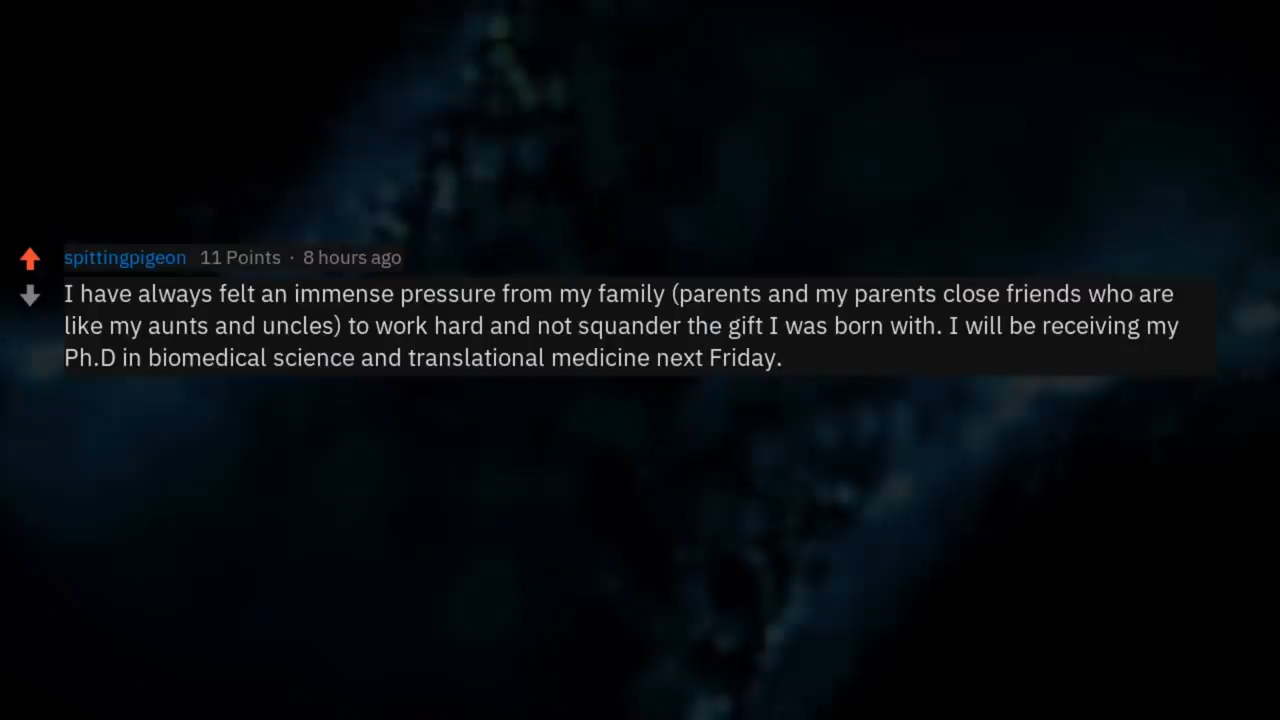 spittingpigeon 11 Points · 8 hours ago
I have always felt an immense pressure from my family (parents and my parents close friends who are
like my aunts and uncles) to work hard and not squander the gift I was born with. I will be receiving my
Ph.D in biomedical science and translational medicine next Friday.